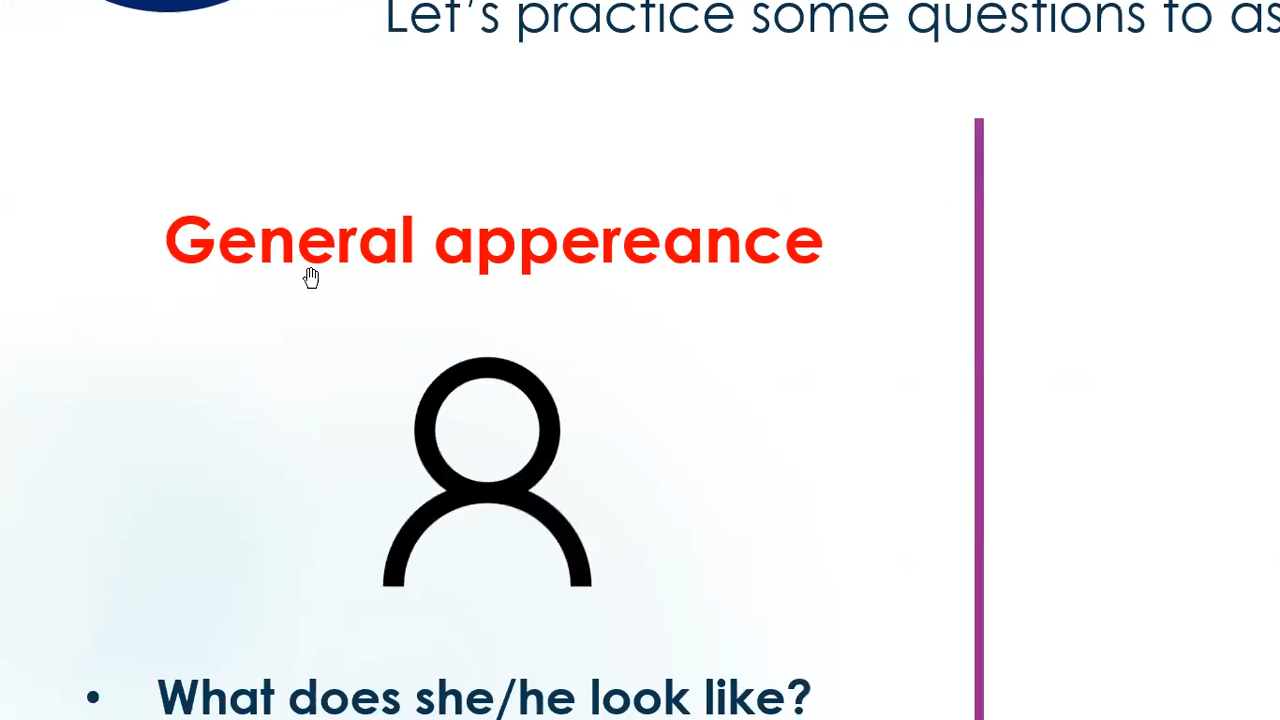 Let's practice some questions to as
General appereance
• What does she/he look like?